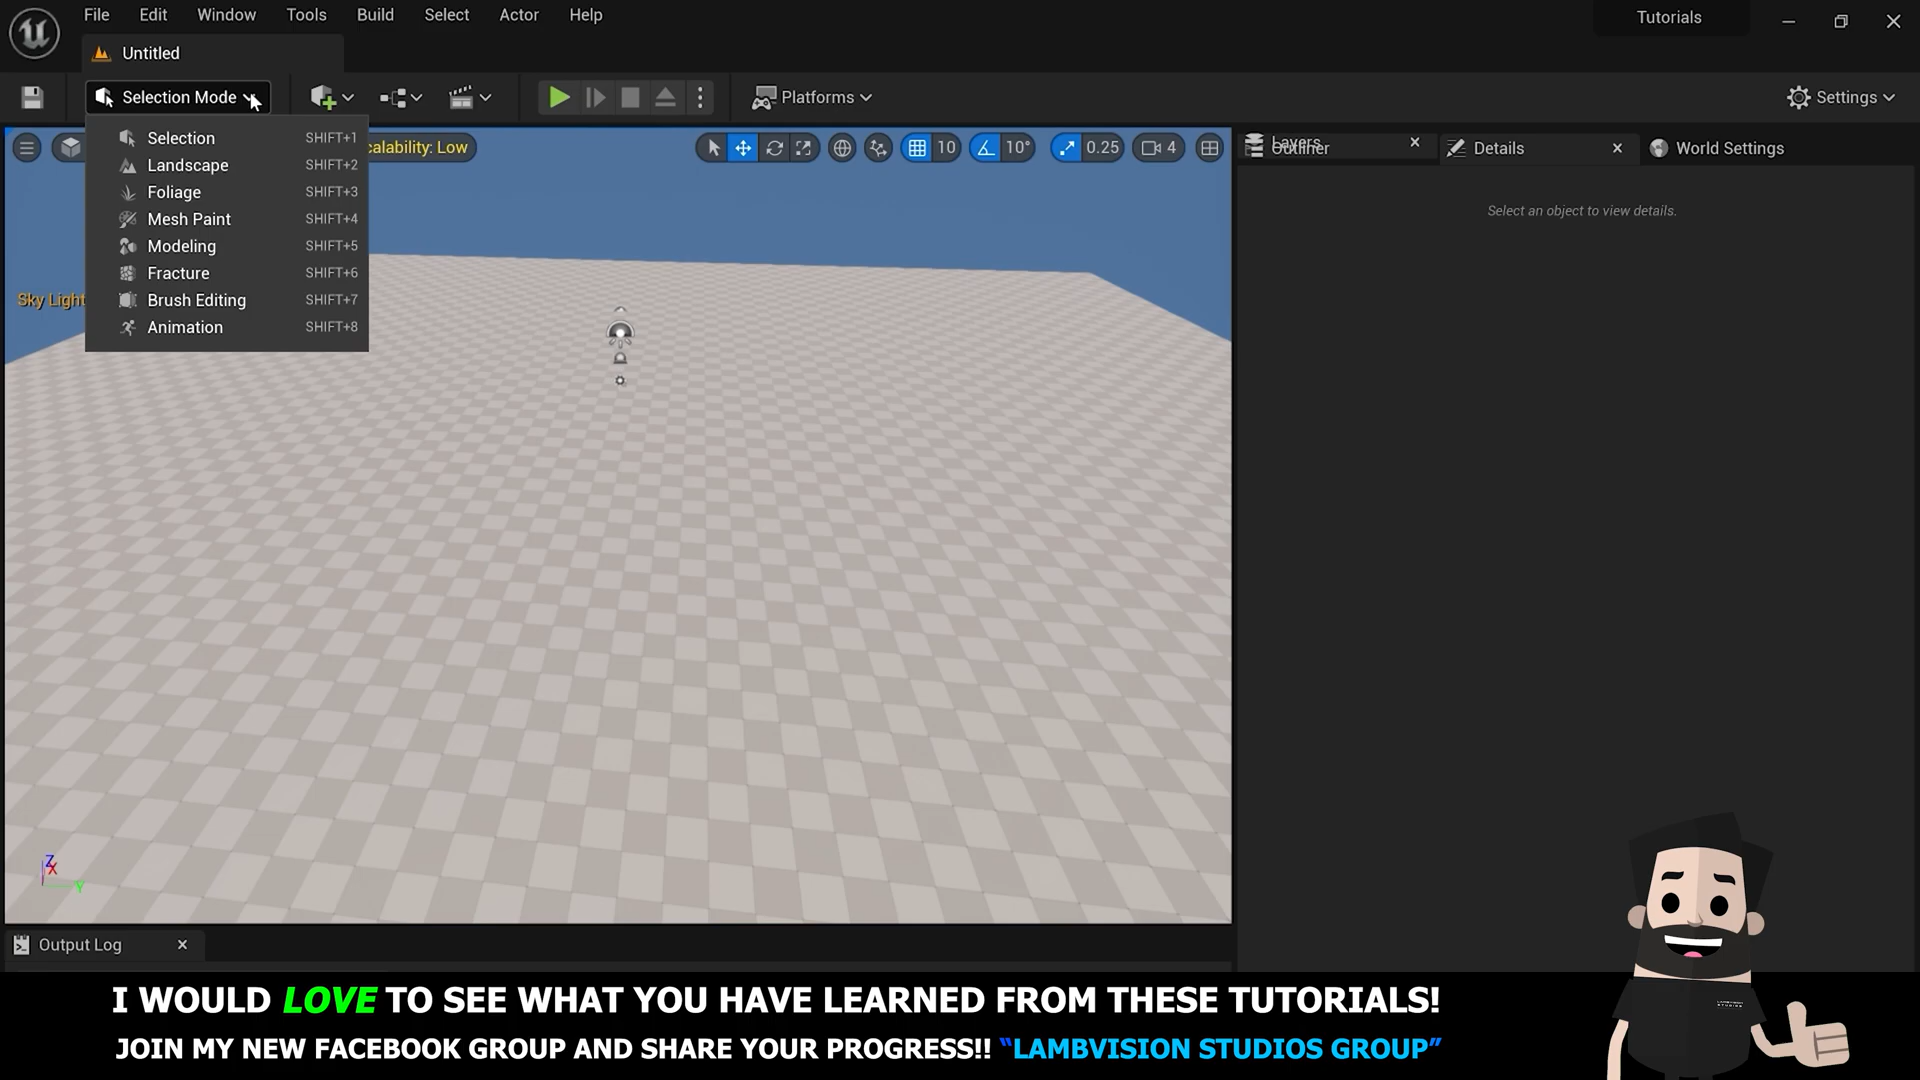 File Edit Window Tools Build Select Actor Help
Tutorials
Untitled
Selection Mode
Platforms
Settings
Selection SHIFT+1
Landscape SHIFT+2
Foliage SHIFT+3
Mesh Paint SHIFT+4
Modeling SHIFT+5
Fracture SHIFT+6
Brush Editing SHIFT+7
Animation SHIFT+8
calability: Low
10
10°
0.25
4
Layers
Outliner
Details
World Settings
Select an object to view details.
Sky Light
Z
X
Y
Output Log
I WOULD LOVE TO SEE WHAT YOU HAVE LEARNED FROM THESE TUTORIALS!
JOIN MY NEW FACEBOOK GROUP AND SHARE YOUR PROGRESS!! "LAMBVISION STUDIOS GROUP"
LAMBVISION
STUDIOS